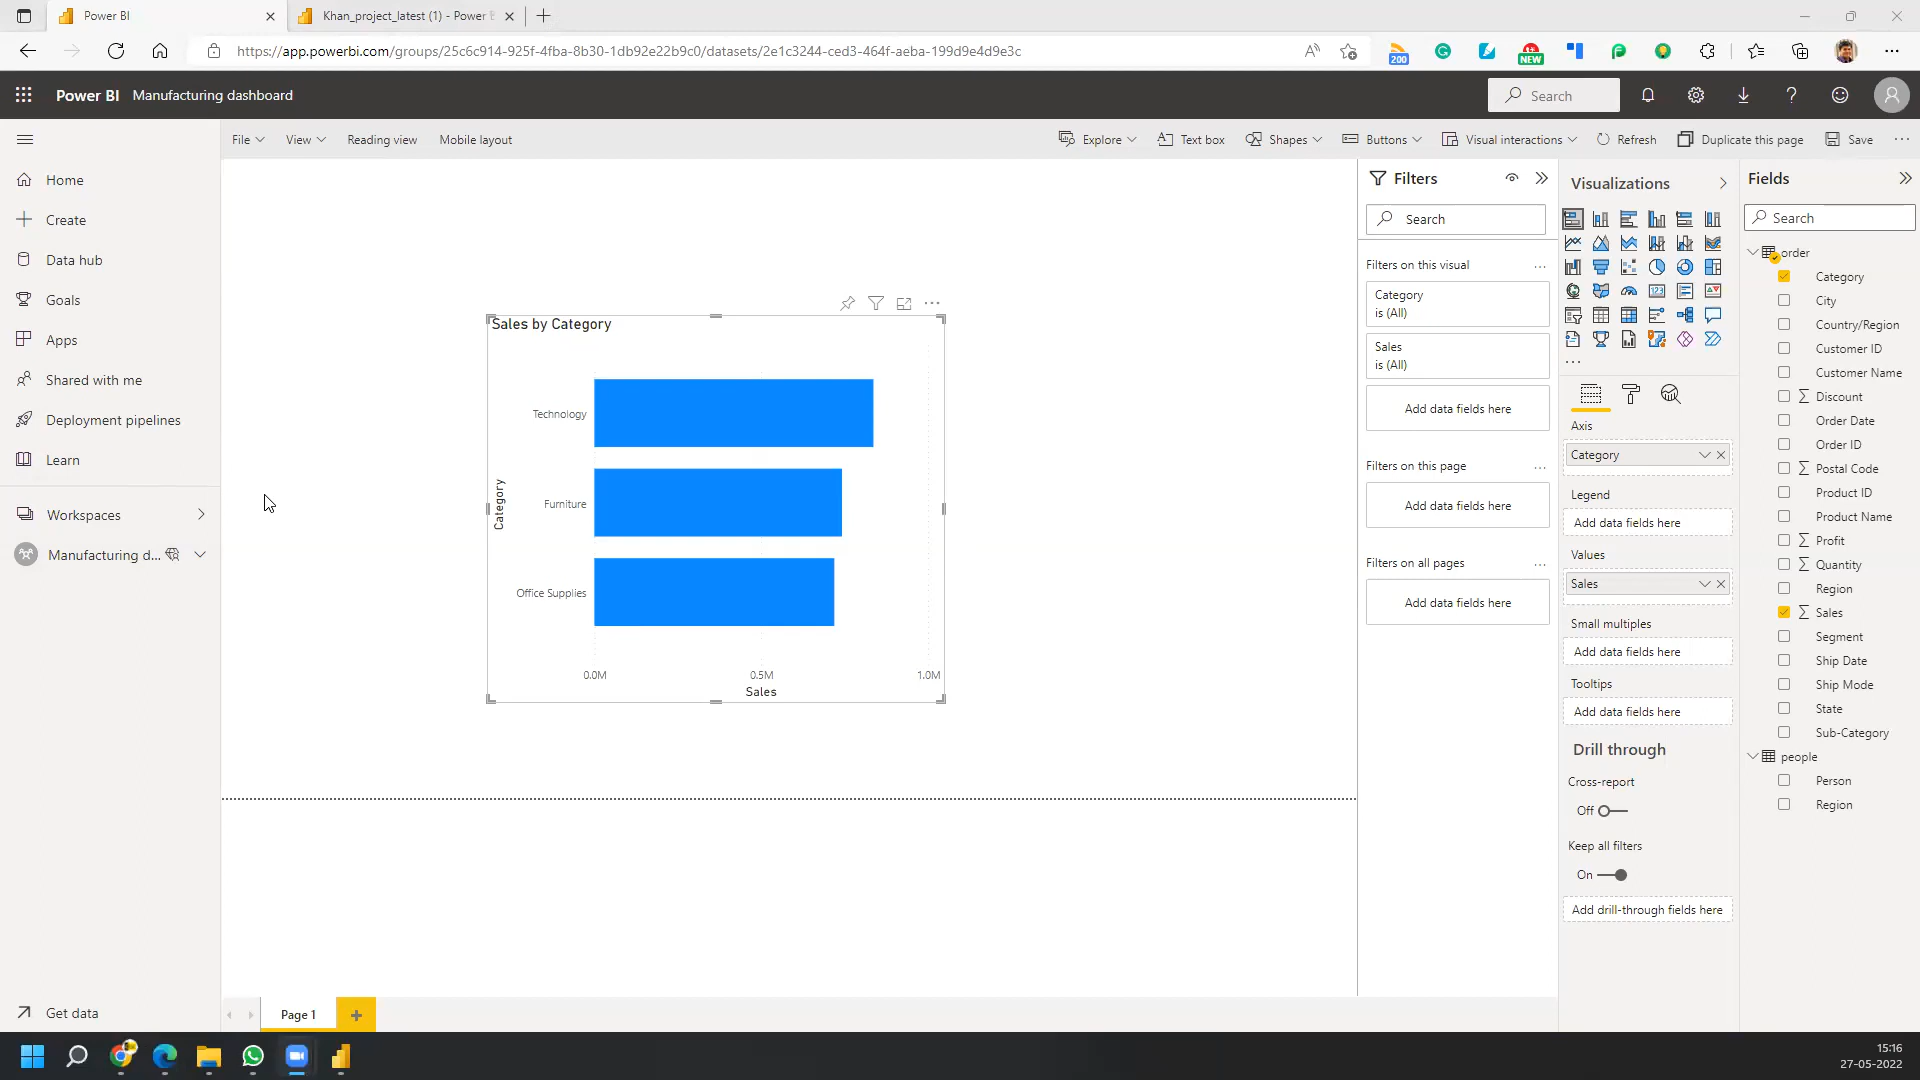 Power BI
Khan_project_latest (1) - Power B
https://app.powerbi.com/groups/25c6c914-925f-4fba-8b30-1db92e22b9c0/datasets/2e1c3244-ced3-464f-aeba-199d9e4d9e3c
200
NEW
Power BI Manufacturing dashboard
Search
File View Reading view Mobile layout
Explore Text box Shapes Buttons Visual interactions Refresh Duplicate this page Save
Home
Create
Data hub
Goals
Apps
Shared with me
Deployment pipelines
Learn
Workspaces
Manufacturing d...
Get data
Sales by Category
Technology
Furniture
Office Supplies
Category
0.0M 0.5M 1.0M
Sales
Page 1
Filters
Search
Filters on this visual
Category
is (All)
Sales
is (All)
Add data fields here
Filters on this page
Add data fields here
Filters on all pages
Add data fields here
Visualizations
Axis
Category
Legend
Add data fields here
Values
Sales
Small multiples
Add data fields here
Tooltips
Add data fields here
Drill through
Cross-report
Off
Keep all filters
On
Add drill-through fields here
Fields
Search
order
Category
City
Country/Region
Customer ID
Customer Name
Discount
Order Date
Order ID
Postal Code
Product ID
Product Name
Profit
Quantity
Region
Sales
Segment
Ship Date
Ship Mode
State
Sub-Category
people
Person
Region
15:16
27-05-2022